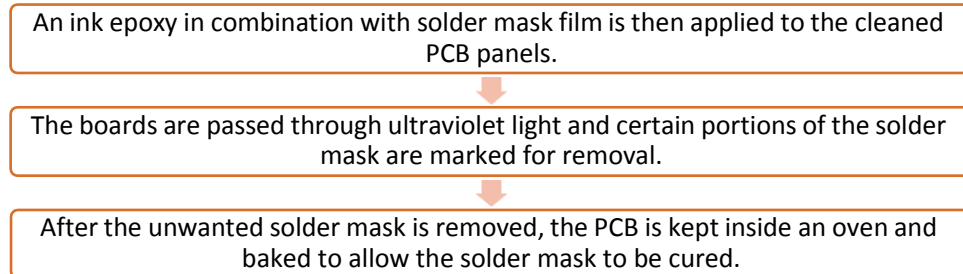 An ink epoxy in combination with solder mask film is then applied to the cleaned
PCB panels.
The boards are passed through ultraviolet light and certain portions of the solder
mask are marked for removal.
After the unwanted solder mask is removed, the PCB is kept inside an oven and
baked to allow the solder mask to be cured.